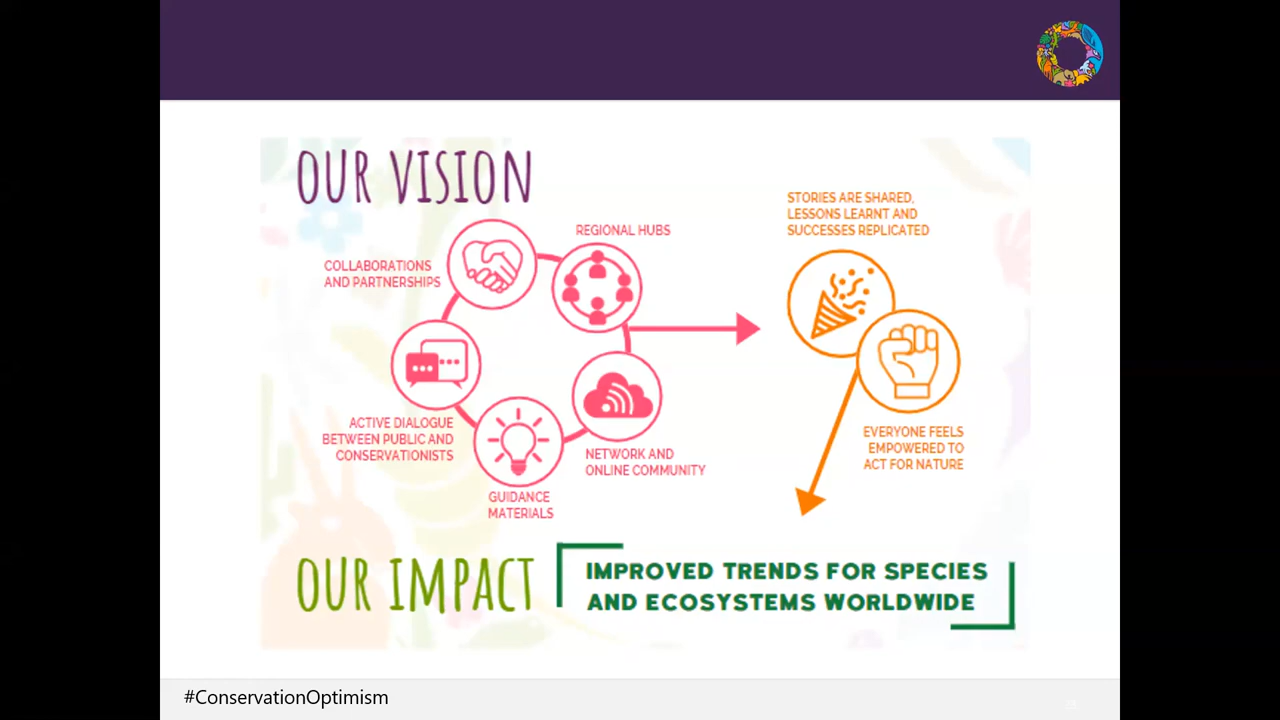 OUR VISION
STORIES ARE SHARED,
LESSONS LEARNT AND
SUCCESSES REPLICATED
REGIONAL HUBS
COLLABORATIONS
AND PARTNERSHIPS
ACTIVE DIALOGUE
BETWEEN PUBLIC AND
CONSERVATIONISTS
NETWORK AND
ONLINE COMMUNITY
GUIDANCE
MATERIALS
EVERYONE FEELS
EMPOWERED TO
ACT FOR NATURE
OUR IMPACT
IMPROVED TRENDS FOR SPECIES
AND ECOSYSTEMS WORLDWIDE
#ConservationOptimism